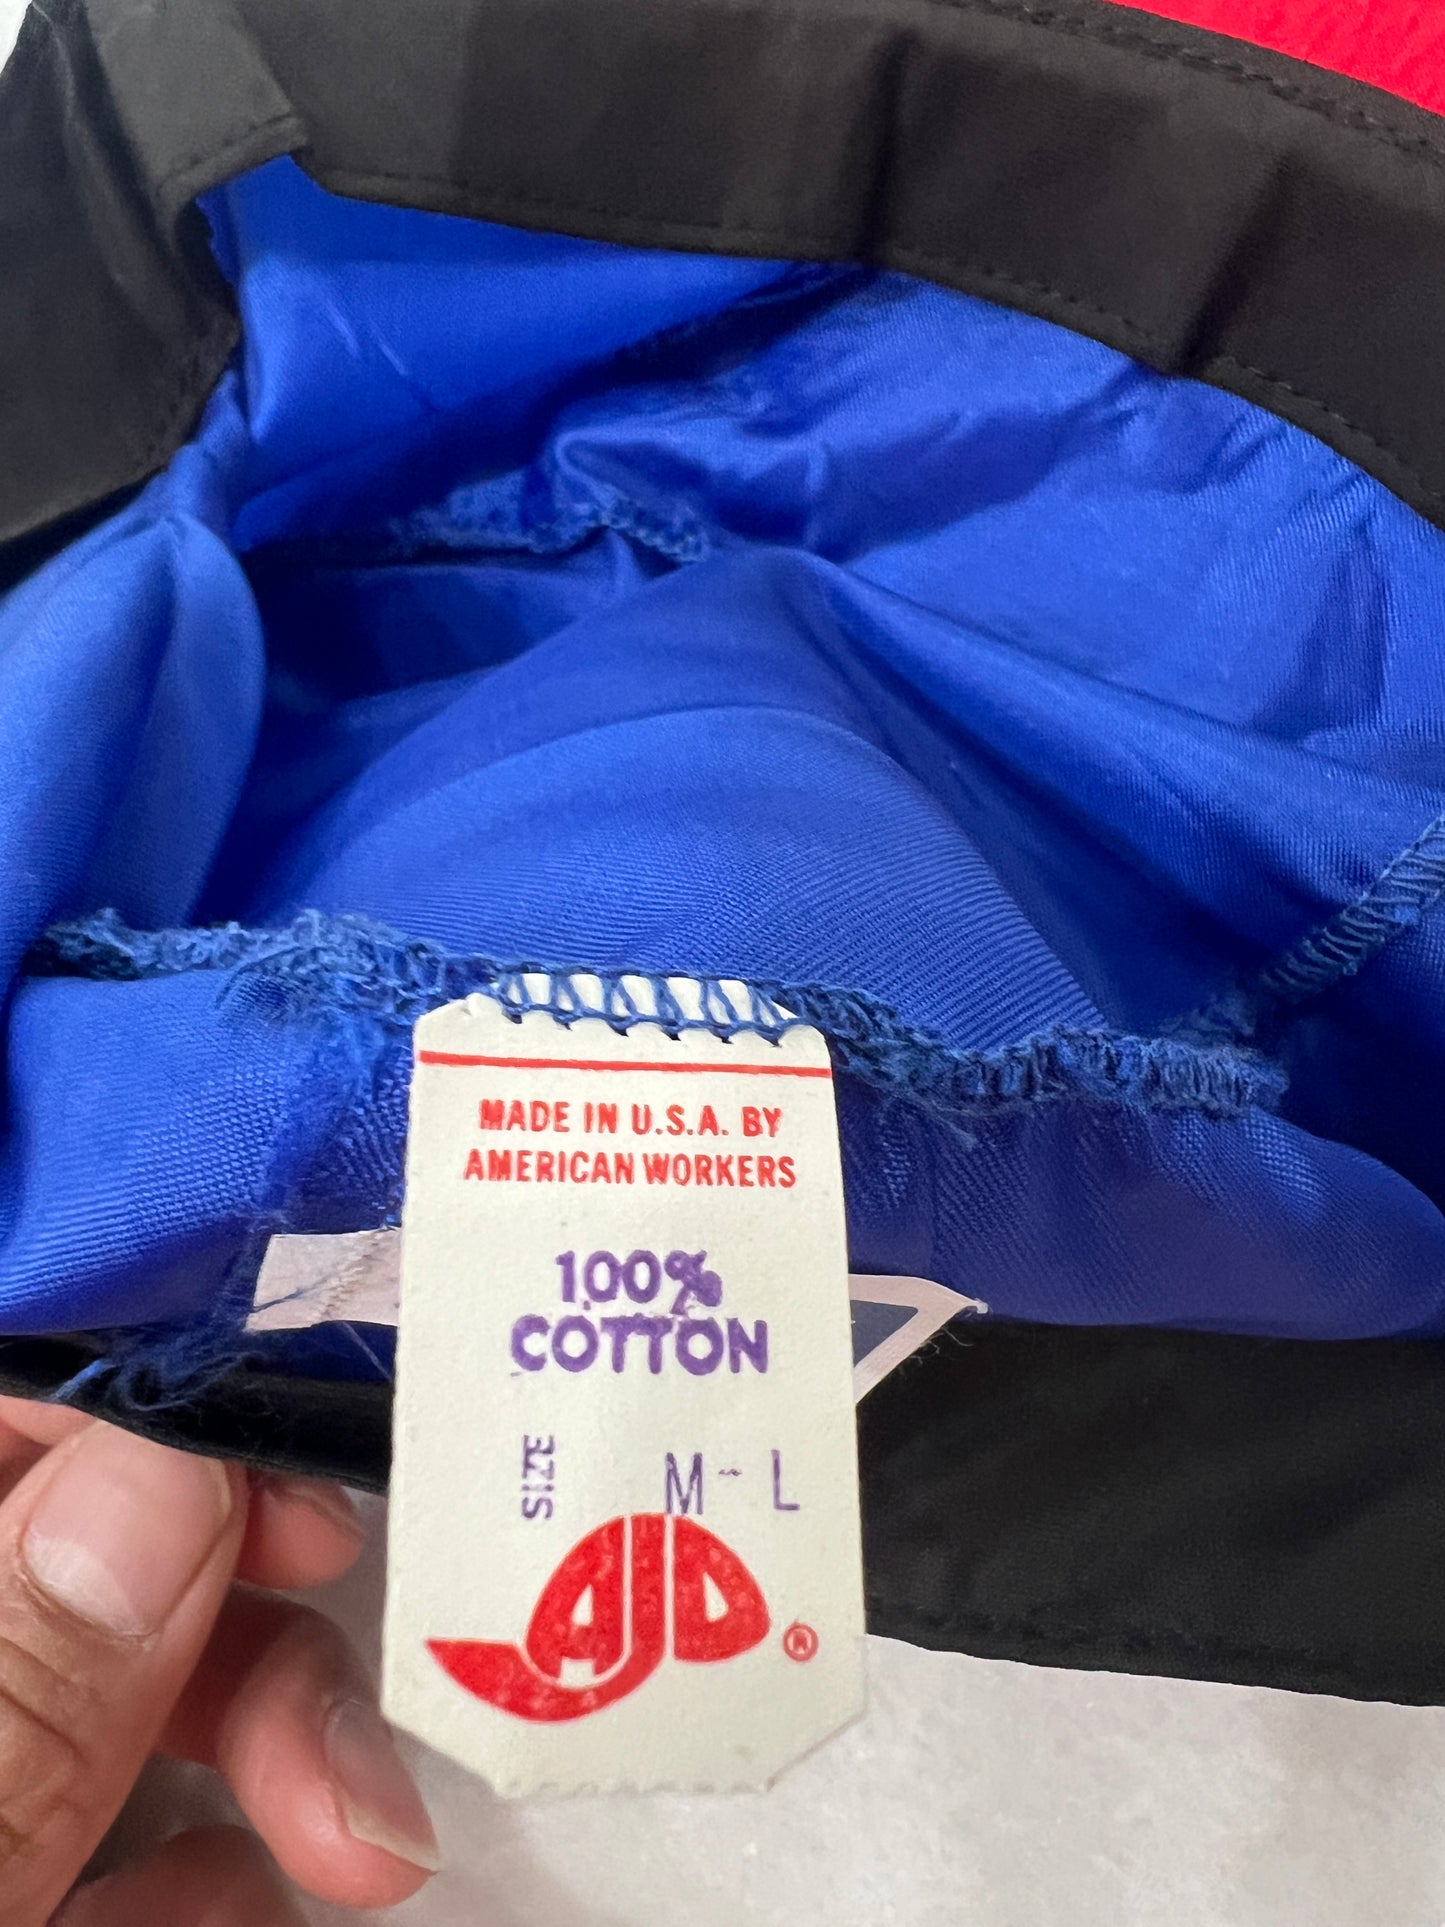 MADE IN U.S.A. BY
AMERICAN WORKERS
100%
COTTON
SIZE M-L
AJD ®